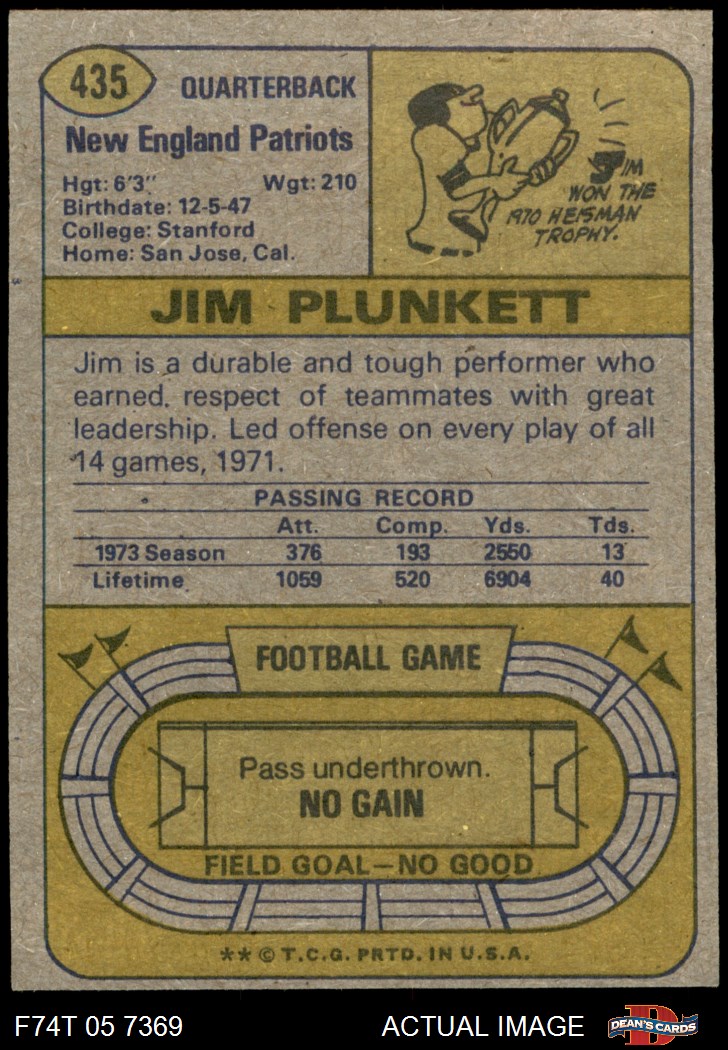 435
QUARTERBACK
New England Patriots
Hgt: 6'3" Wgt: 210
Birthdate: 12-5-47
College: Stanford
Home: San Jose, Cal.
JIM
WON THE
1970 HEISMAN
TROPHY.
JIM PLUNKETT
Jim is a durable and tough performer who
earned respect of teammates with great
leadership. Led offense on every play of all
14 games, 1971.
PASSING RECORD
Att. Comp. Yds. Tds.
1973 Season 376 193 2550 13
Lifetime 1059 520 6904 40
FOOTBALL GAME
Pass underthrown.
NO GAIN
FIELD GOAL—NO GOOD
** © T.C.G. PRTD. IN U.S.A.
F74T 05 7369 ACTUAL IMAGE
D
DEAN'S CARDS